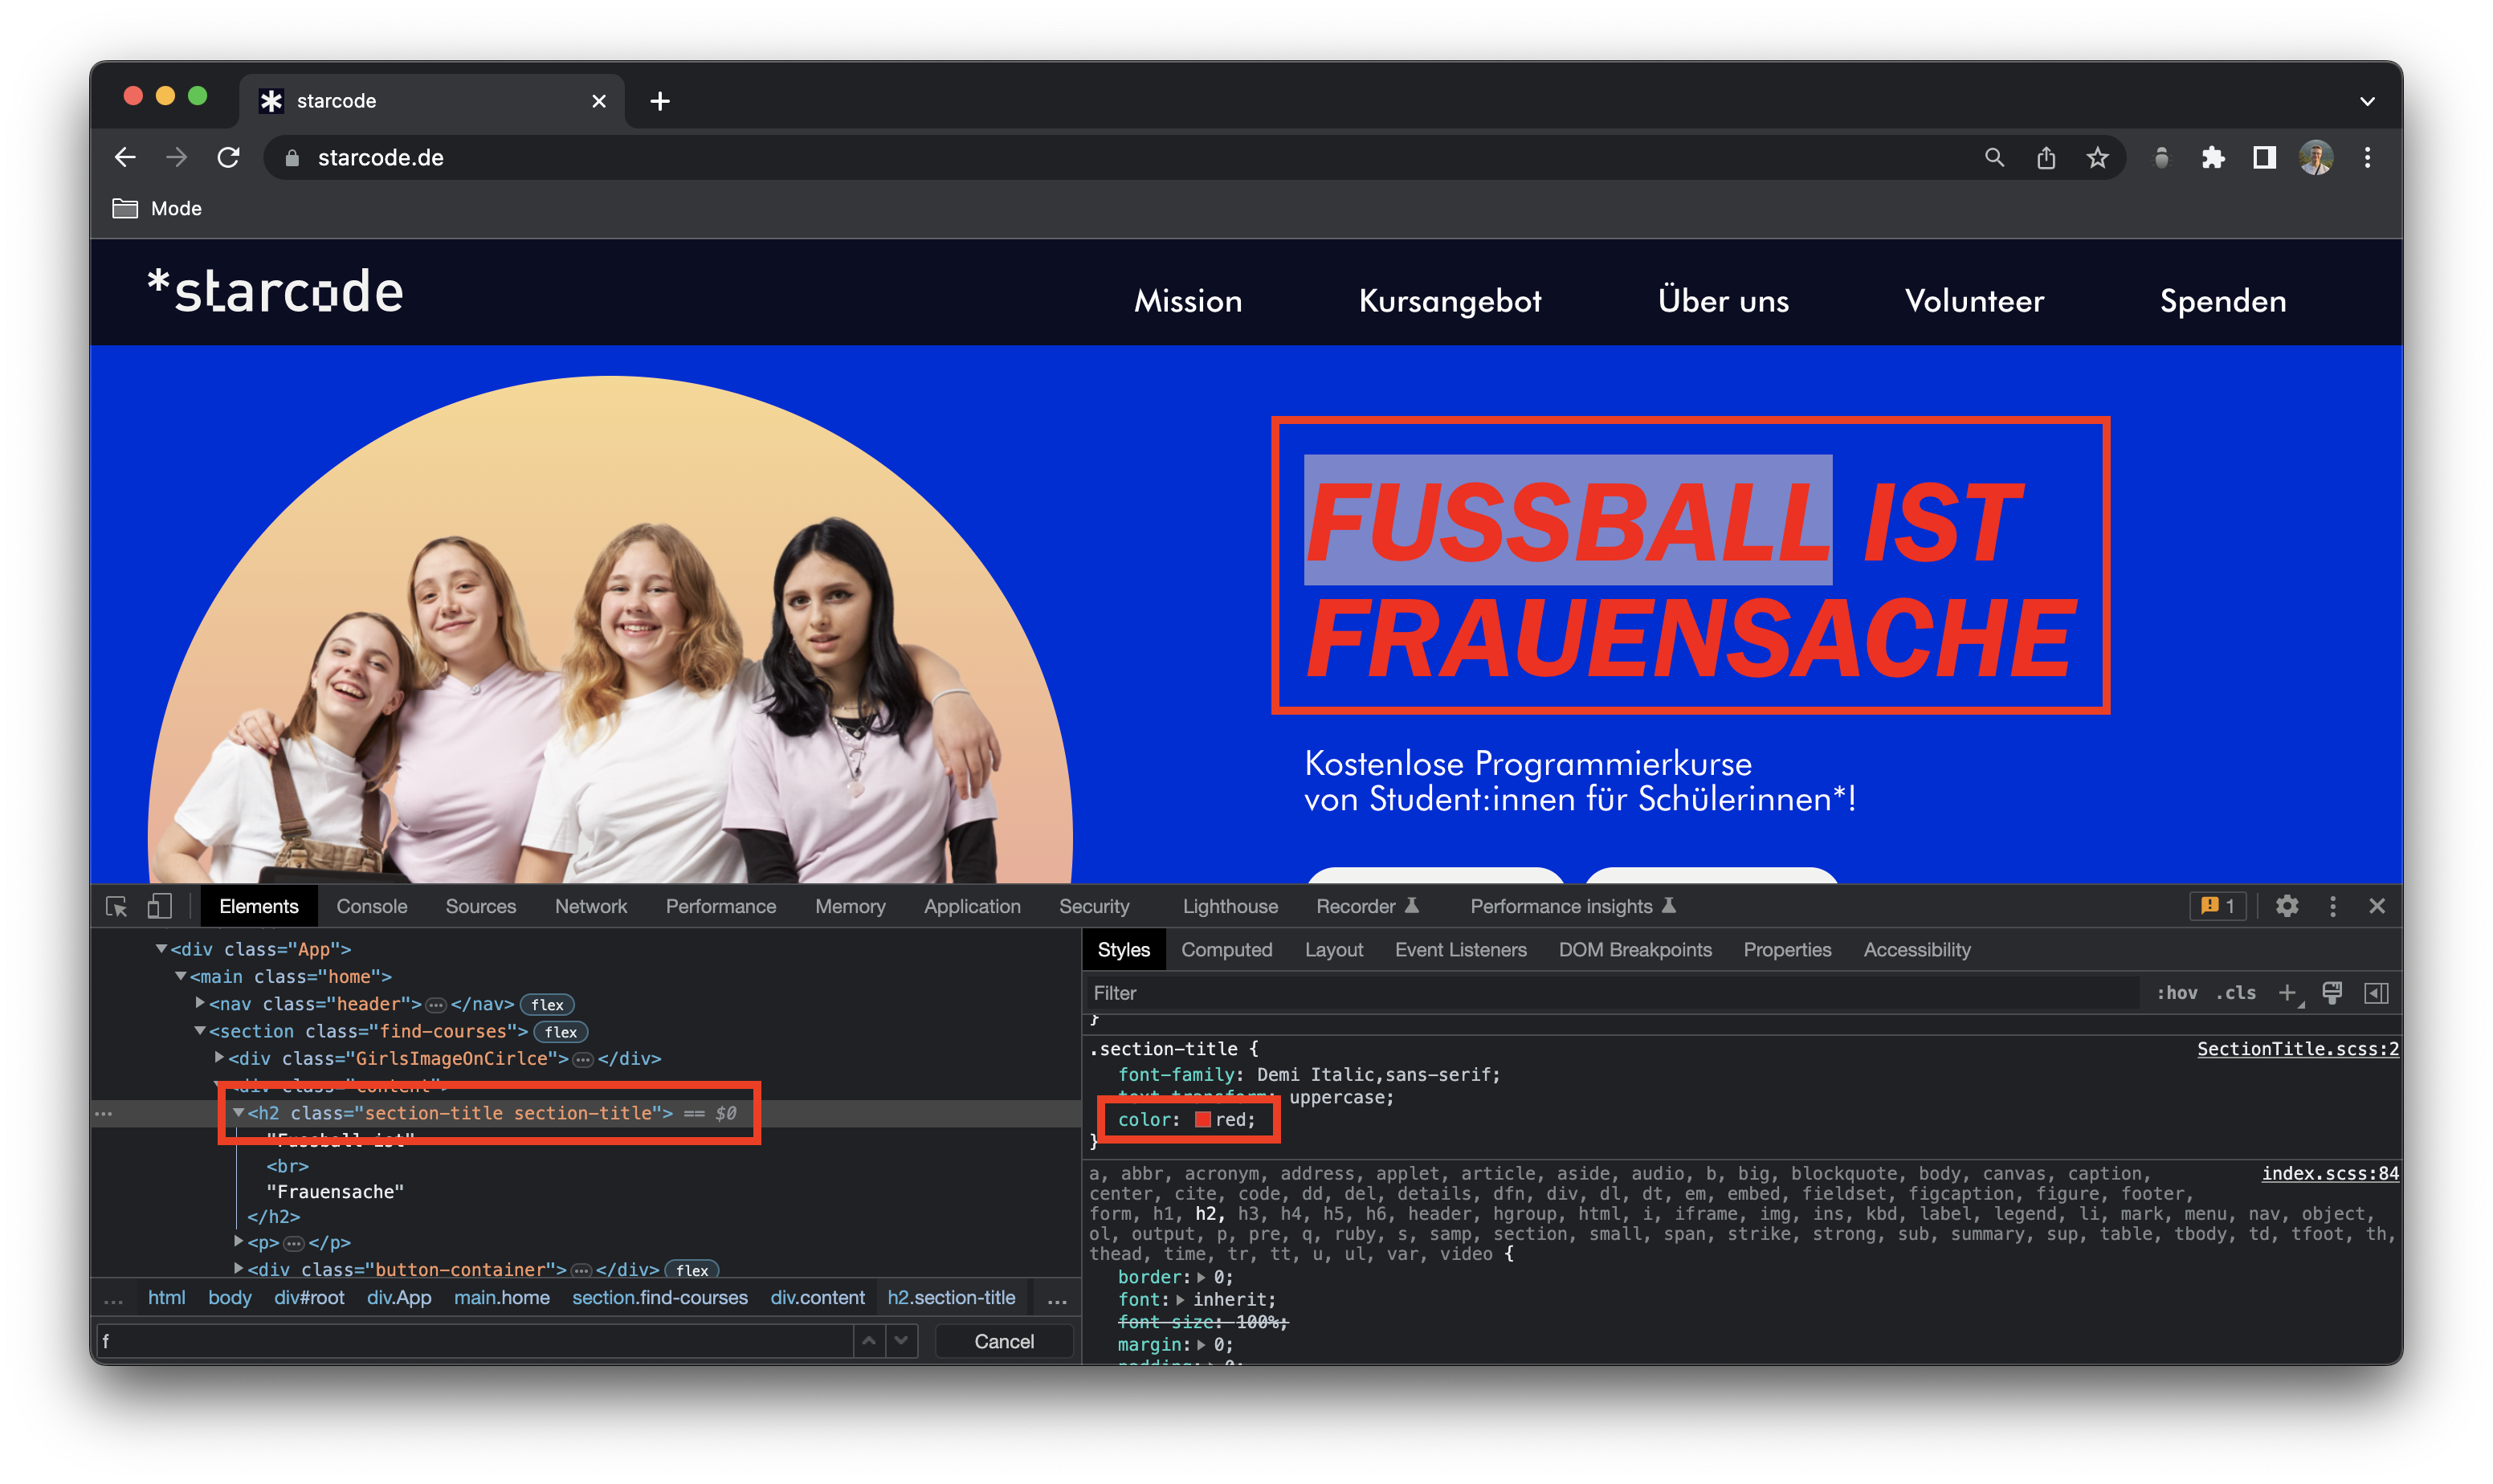 starcode
starcode.de
Mode
*starcode
Mission Kursangebot Über uns Volunteer Spenden
FUSSBALL IST
FRAUENSACHE
Kostenlose Programmierkurse
von Student:innen für Schülerinnen*!
Elements Console Sources Network Performance Memory Application Security Lighthouse Recorder Performance insights 1
<div class="App">
<main class="home">
<nav class="header"> … </nav> flex
<section class="find-courses"> flex
<div class="GirlsImageOnCirlce"> … </div>
<div class="content">
<h2 class="section-title section-title"> == $0
"Fussball ist"
<br>
"Frauensache"
</h2>
<p> … </p>
<div class="button-container"> … </div> flex
... html body div#root div.App main.home section.find-courses div.content h2.section-title ...
f Cancel
Styles Computed Layout Event Listeners DOM Breakpoints Properties Accessibility
Filter :hov .cls
}
.section-title { SectionTitle.scss:2
font-family: Demi Italic,sans-serif;
text-transform: uppercase;
color: red;
}
a, abbr, acronym, address, applet, article, aside, audio, b, big, blockquote, body, canvas, caption, index.scss:84
center, cite, code, dd, del, details, dfn, div, dl, dt, em, embed, fieldset, figcaption, figure, footer,
form, h1, h2, h3, h4, h5, h6, header, hgroup, html, i, iframe, img, ins, kbd, label, legend, li, mark, menu, nav, object,
ol, output, p, pre, q, ruby, s, samp, section, small, span, strike, strong, sub, summary, sup, table, tbody, td, tfoot, th,
thead, time, tr, tt, u, ul, var, video {
border: 0;
font: inherit;
font-size: 100%;
margin: 0;
padding: 0;